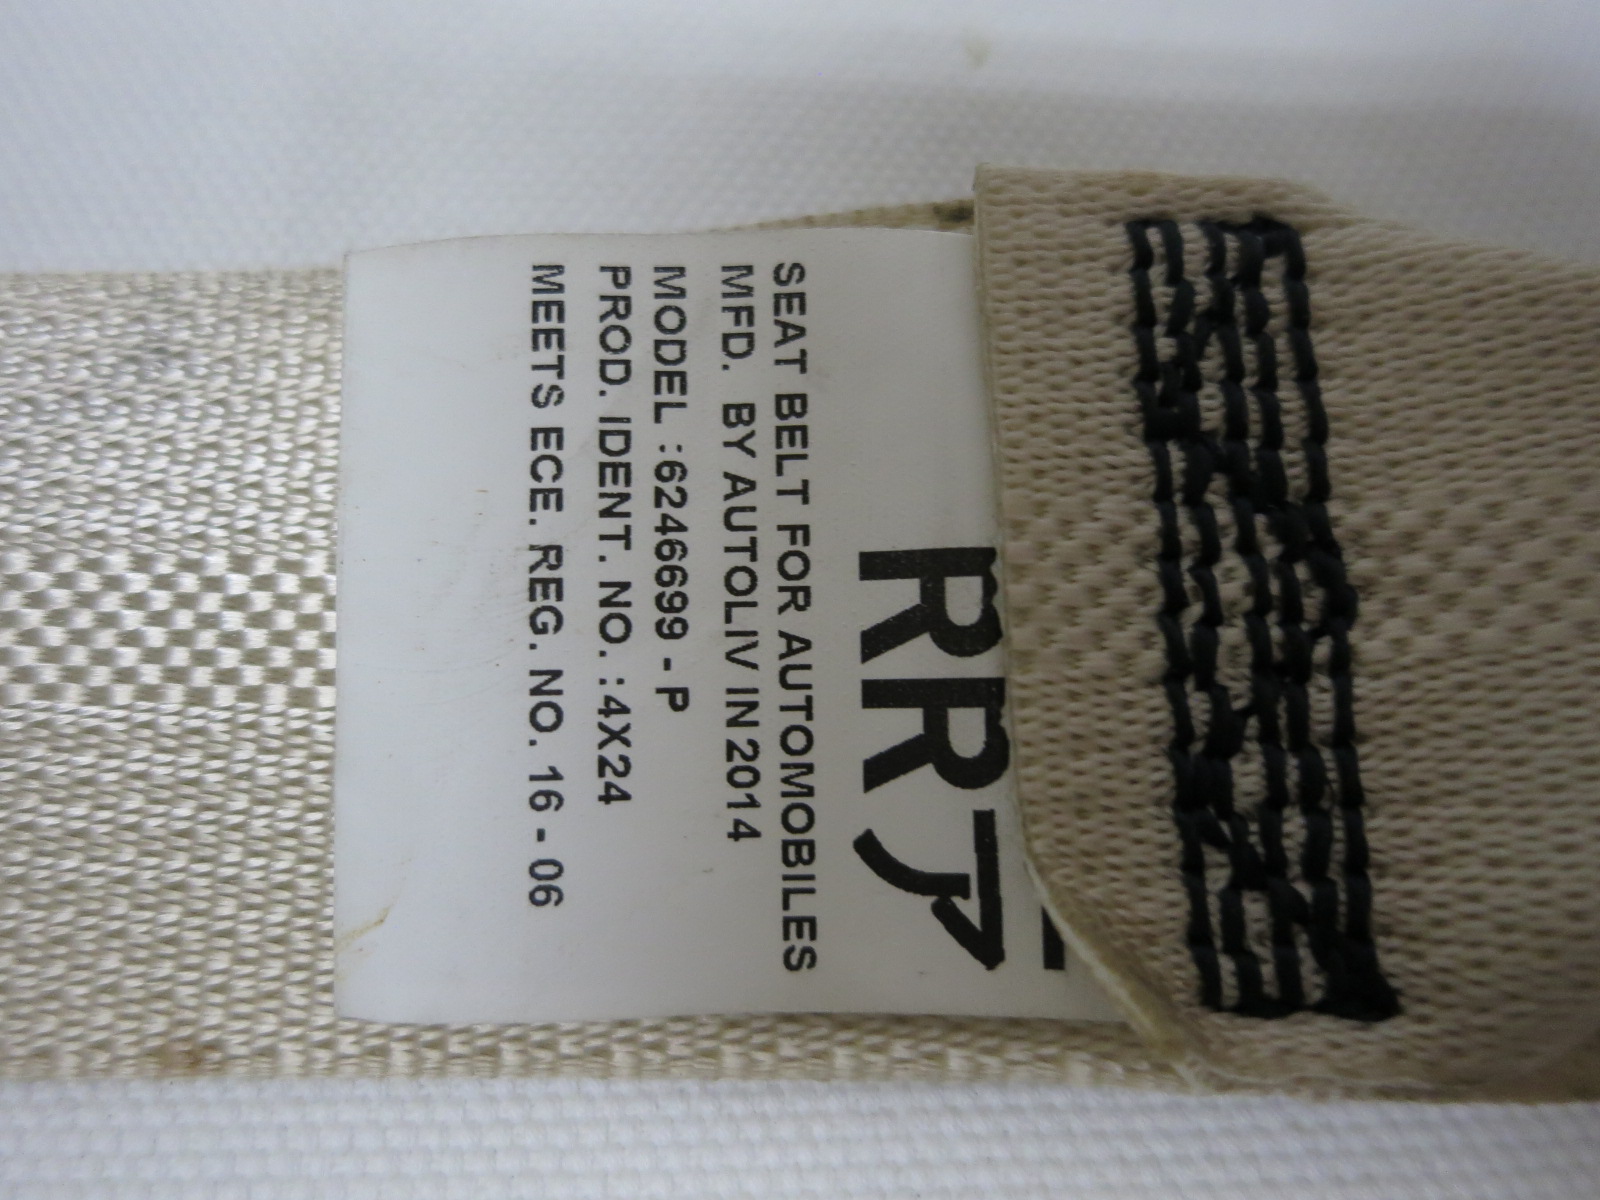 RR
SEAT BELT FOR AUTOMOBILES
MFD. BY AUTOLIV IN 2014
MODEL :6246699 - P
PROD. IDENT. NO. :4X24
MEETS ECE. REG. NO. 16 - 06